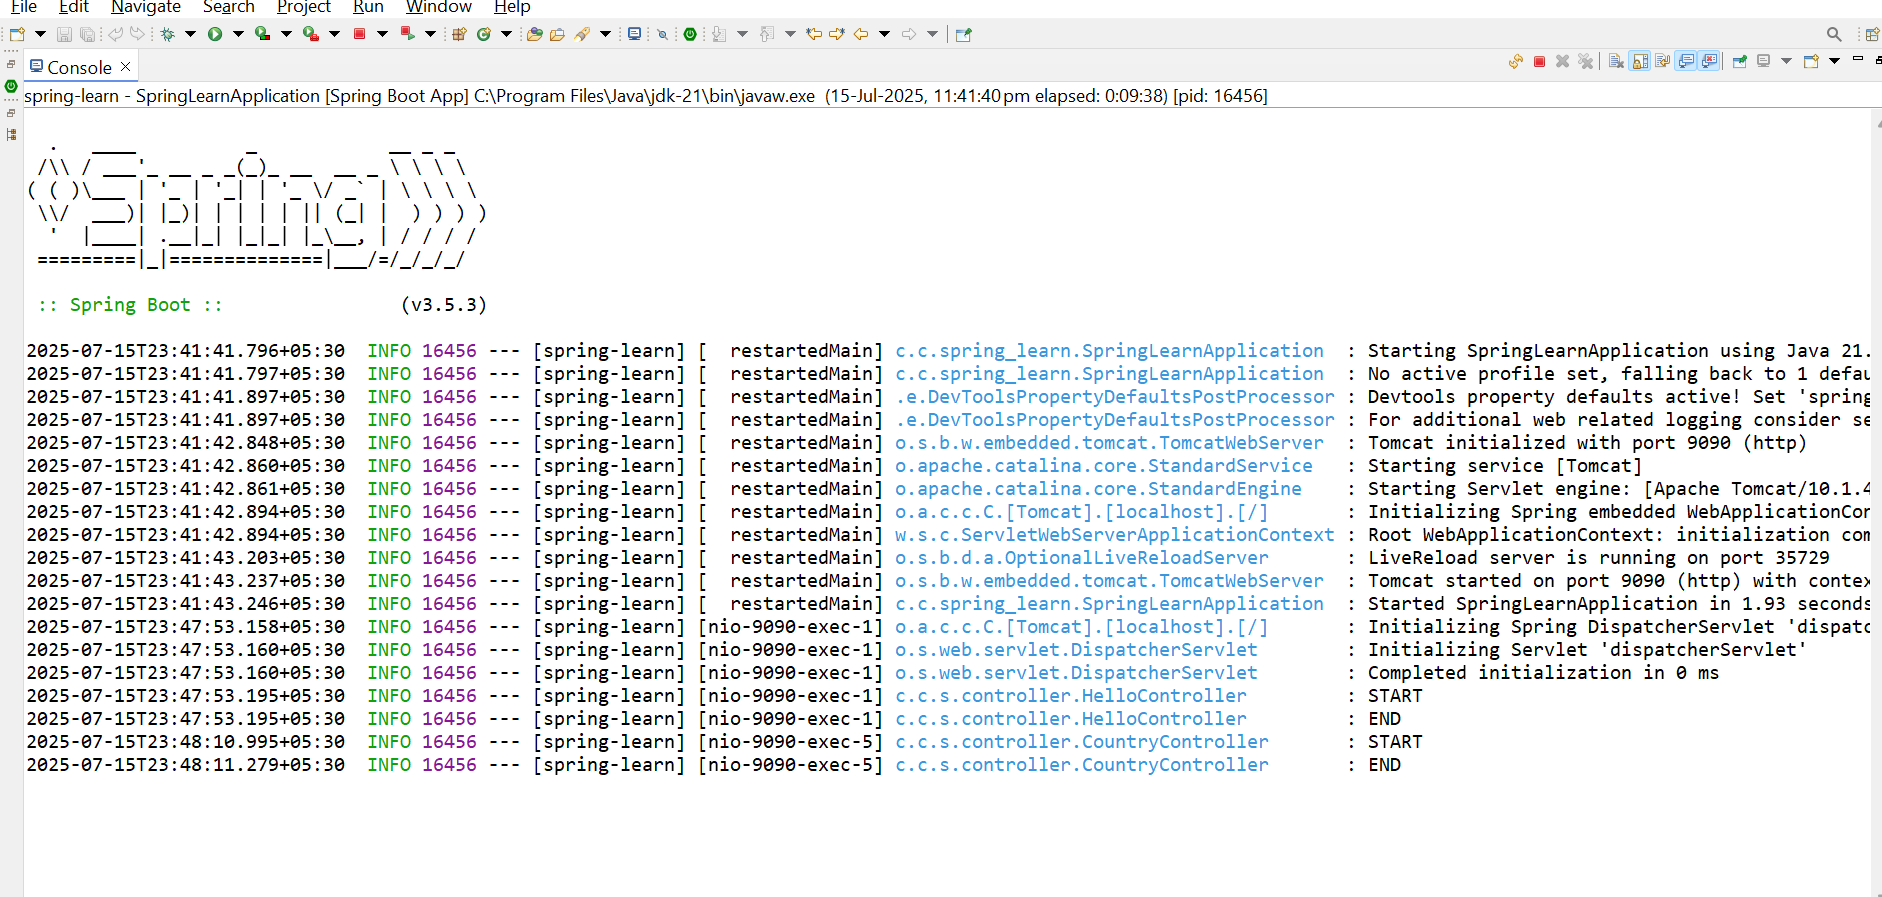 File Edit Navigate Search Project Run Window Help
Console
spring-learn - SpringLearnApplication [Spring Boot App] C:\Program Files\Java\jdk-21\bin\javaw.exe (15-Jul-2025, 11:41:40 pm elapsed: 0:09:38) [pid: 16456]
  .   ____          _            __ _ _
 /\\ / ___'_ __ _ _(_)_ __  __ _ \ \ \ \
( ( )\___ | '_ | '_| | '_ \/ _` | \ \ \ \
 \\/  ___)| |_)| | | | | || (_| |  ) ) ) )
  '  |____| .__|_| |_|_| |_\__, | / / / /
 =========|_|==============|___/=/_/_/_/
:: Spring Boot :: (v3.5.3)
2025-07-15T23:41:41.796+05:30 INFO 16456 --- [spring-learn] [ restartedMain] c.c.spring_learn.SpringLearnApplication : Starting SpringLearnApplication using Java 21.
2025-07-15T23:41:41.797+05:30 INFO 16456 --- [spring-learn] [ restartedMain] c.c.spring_learn.SpringLearnApplication : No active profile set, falling back to 1 defau
2025-07-15T23:41:41.897+05:30 INFO 16456 --- [spring-learn] [ restartedMain] .e.DevToolsPropertyDefaultsPostProcessor : Devtools property defaults active! Set 'spring
2025-07-15T23:41:41.897+05:30 INFO 16456 --- [spring-learn] [ restartedMain] .e.DevToolsPropertyDefaultsPostProcessor : For additional web related logging consider se
2025-07-15T23:41:42.848+05:30 INFO 16456 --- [spring-learn] [ restartedMain] o.s.b.w.embedded.tomcat.TomcatWebServer : Tomcat initialized with port 9090 (http)
2025-07-15T23:41:42.860+05:30 INFO 16456 --- [spring-learn] [ restartedMain] o.apache.catalina.core.StandardService : Starting service [Tomcat]
2025-07-15T23:41:42.861+05:30 INFO 16456 --- [spring-learn] [ restartedMain] o.apache.catalina.core.StandardEngine : Starting Servlet engine: [Apache Tomcat/10.1.4
2025-07-15T23:41:42.894+05:30 INFO 16456 --- [spring-learn] [ restartedMain] o.a.c.c.C.[Tomcat].[localhost].[/] : Initializing Spring embedded WebApplicationCon
2025-07-15T23:41:42.894+05:30 INFO 16456 --- [spring-learn] [ restartedMain] w.s.c.ServletWebServerApplicationContext : Root WebApplicationContext: initialization com
2025-07-15T23:41:43.203+05:30 INFO 16456 --- [spring-learn] [ restartedMain] o.s.b.d.a.OptionalLiveReloadServer : LiveReload server is running on port 35729
2025-07-15T23:41:43.237+05:30 INFO 16456 --- [spring-learn] [ restartedMain] o.s.b.w.embedded.tomcat.TomcatWebServer : Tomcat started on port 9090 (http) with contex
2025-07-15T23:41:43.246+05:30 INFO 16456 --- [spring-learn] [ restartedMain] c.c.spring_learn.SpringLearnApplication : Started SpringLearnApplication in 1.93 seconds
2025-07-15T23:47:53.158+05:30 INFO 16456 --- [spring-learn] [nio-9090-exec-1] o.a.c.c.C.[Tomcat].[localhost].[/] : Initializing Spring DispatcherServlet 'dispatc
2025-07-15T23:47:53.160+05:30 INFO 16456 --- [spring-learn] [nio-9090-exec-1] o.s.web.servlet.DispatcherServlet : Initializing Servlet 'dispatcherServlet'
2025-07-15T23:47:53.160+05:30 INFO 16456 --- [spring-learn] [nio-9090-exec-1] o.s.web.servlet.DispatcherServlet : Completed initialization in 0 ms
2025-07-15T23:47:53.195+05:30 INFO 16456 --- [spring-learn] [nio-9090-exec-1] c.c.s.controller.HelloController : START
2025-07-15T23:47:53.195+05:30 INFO 16456 --- [spring-learn] [nio-9090-exec-1] c.c.s.controller.HelloController : END
2025-07-15T23:48:10.995+05:30 INFO 16456 --- [spring-learn] [nio-9090-exec-5] c.c.s.controller.CountryController : START
2025-07-15T23:48:11.279+05:30 INFO 16456 --- [spring-learn] [nio-9090-exec-5] c.c.s.controller.CountryController : END